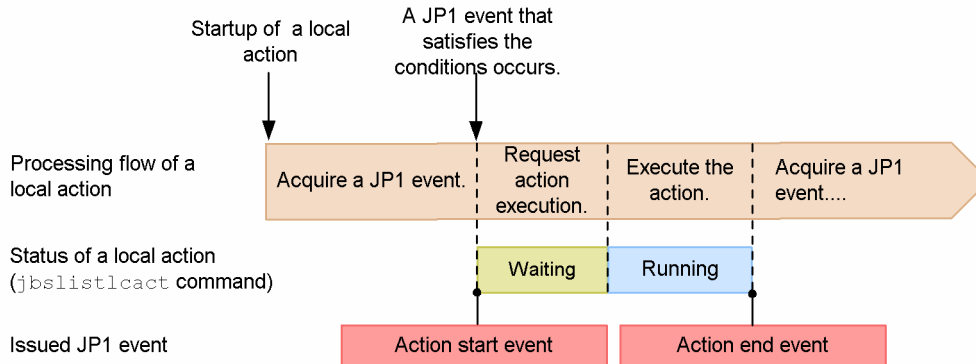 Startup of a local
action
A JP1 event that
satisfies the
conditions occurs.
Processing flow of a
local action
Acquire a JP1 event.
Request
action
execution.
Execute the
action.
Acquire a JP1
event....
Status of a local action
(jbslistlcact command)
Waiting
Running
Issued JP1 event
Action start event
Action end event